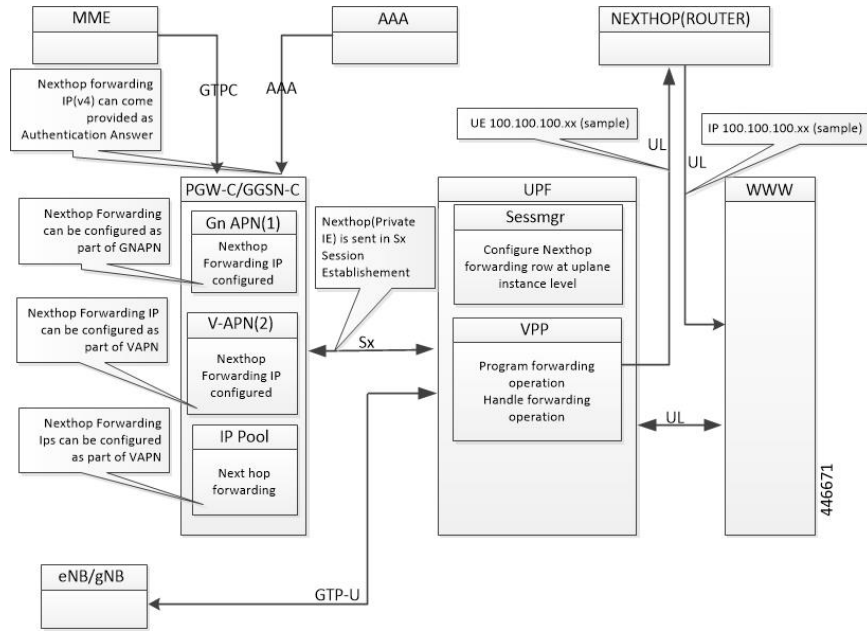 MME
AAA
NEXTHOP(ROUTER)
Nexthop forwarding
IP(v4) can come
provided as
Authentication Answer
GTPC
AAA
UE 100.100.100.xx (sample)
UL
UL
IP 100.100.100.xx (sample)
PGW-C/GGSN-C
UPF
WWW
Nexthop Forwarding
can be configured as
part of GNAPN
Gn APN(1)
Nexthop
Forwarding IP
configured
Nexthop(Private
IE) is sent in Sx
Session
Establishement
Sessmgr
Configure Nexthop
forwarding row at uplane
instance level
Nexthop Forwarding IP
can be configured as
part of VAPN
V-APN(2)
Nexthop
Forwarding IP
configured
Sx
VPP
Program forwarding
operation
Handle forwarding
operation
Nexthop Forwarding
Ips can be configured
as part of VAPN
IP Pool
Next hop
forwarding
UL
446671
eNB/gNB
GTP-U